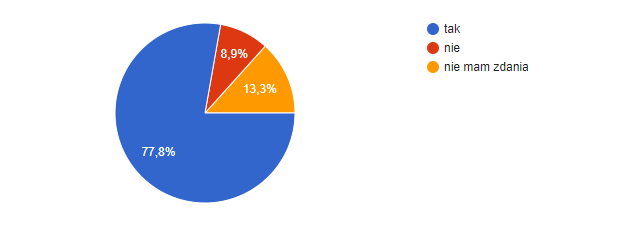 tak
nie
nie mam zdania
8,9%
13,3%
77,8%